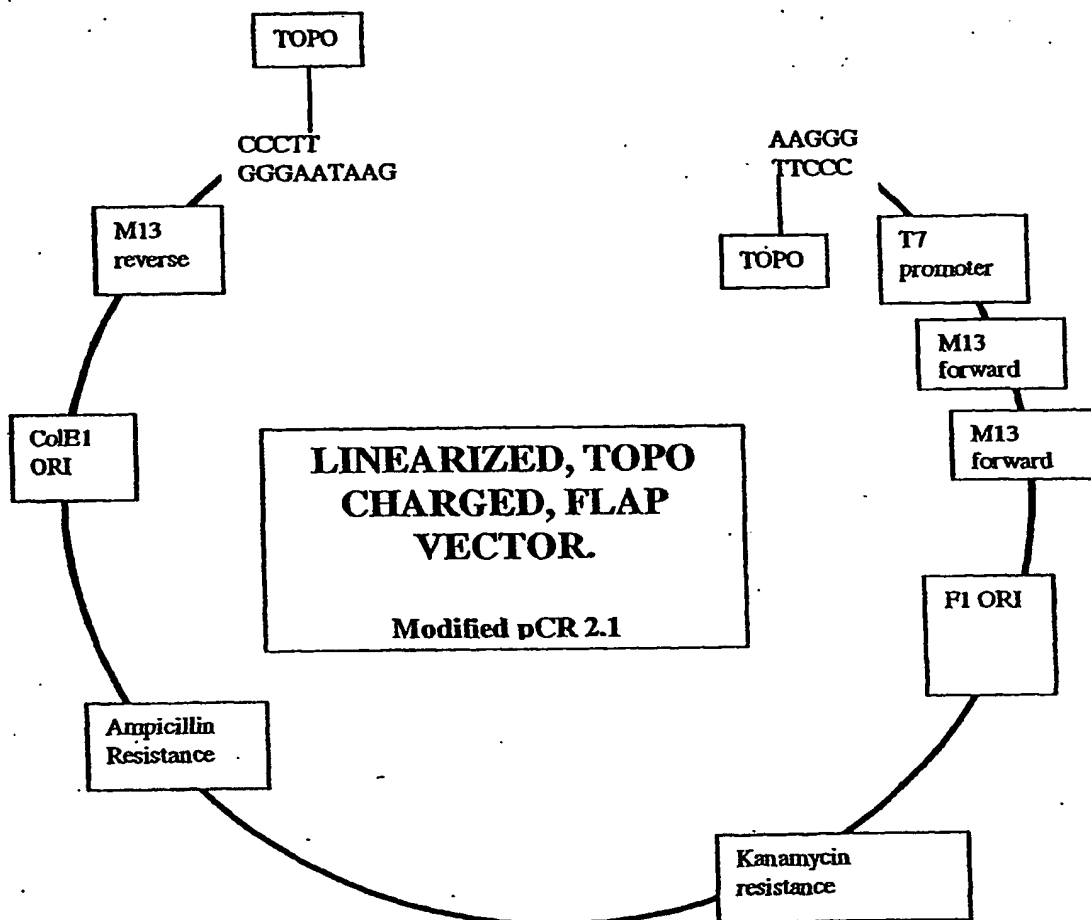 TOPO
CCCTT
GGGAATAAG
AAGGG
TTCCC
M13
reverse
TOPO
T7
promoter
M13
forward
M13
forward
ColE1
ORI
LINEARIZED, TOPO
CHARGED, FLAP
VECTOR.
Modified pCR 2.1
F1 ORI
Ampicillin
Resistance
Kanamycin
resistance